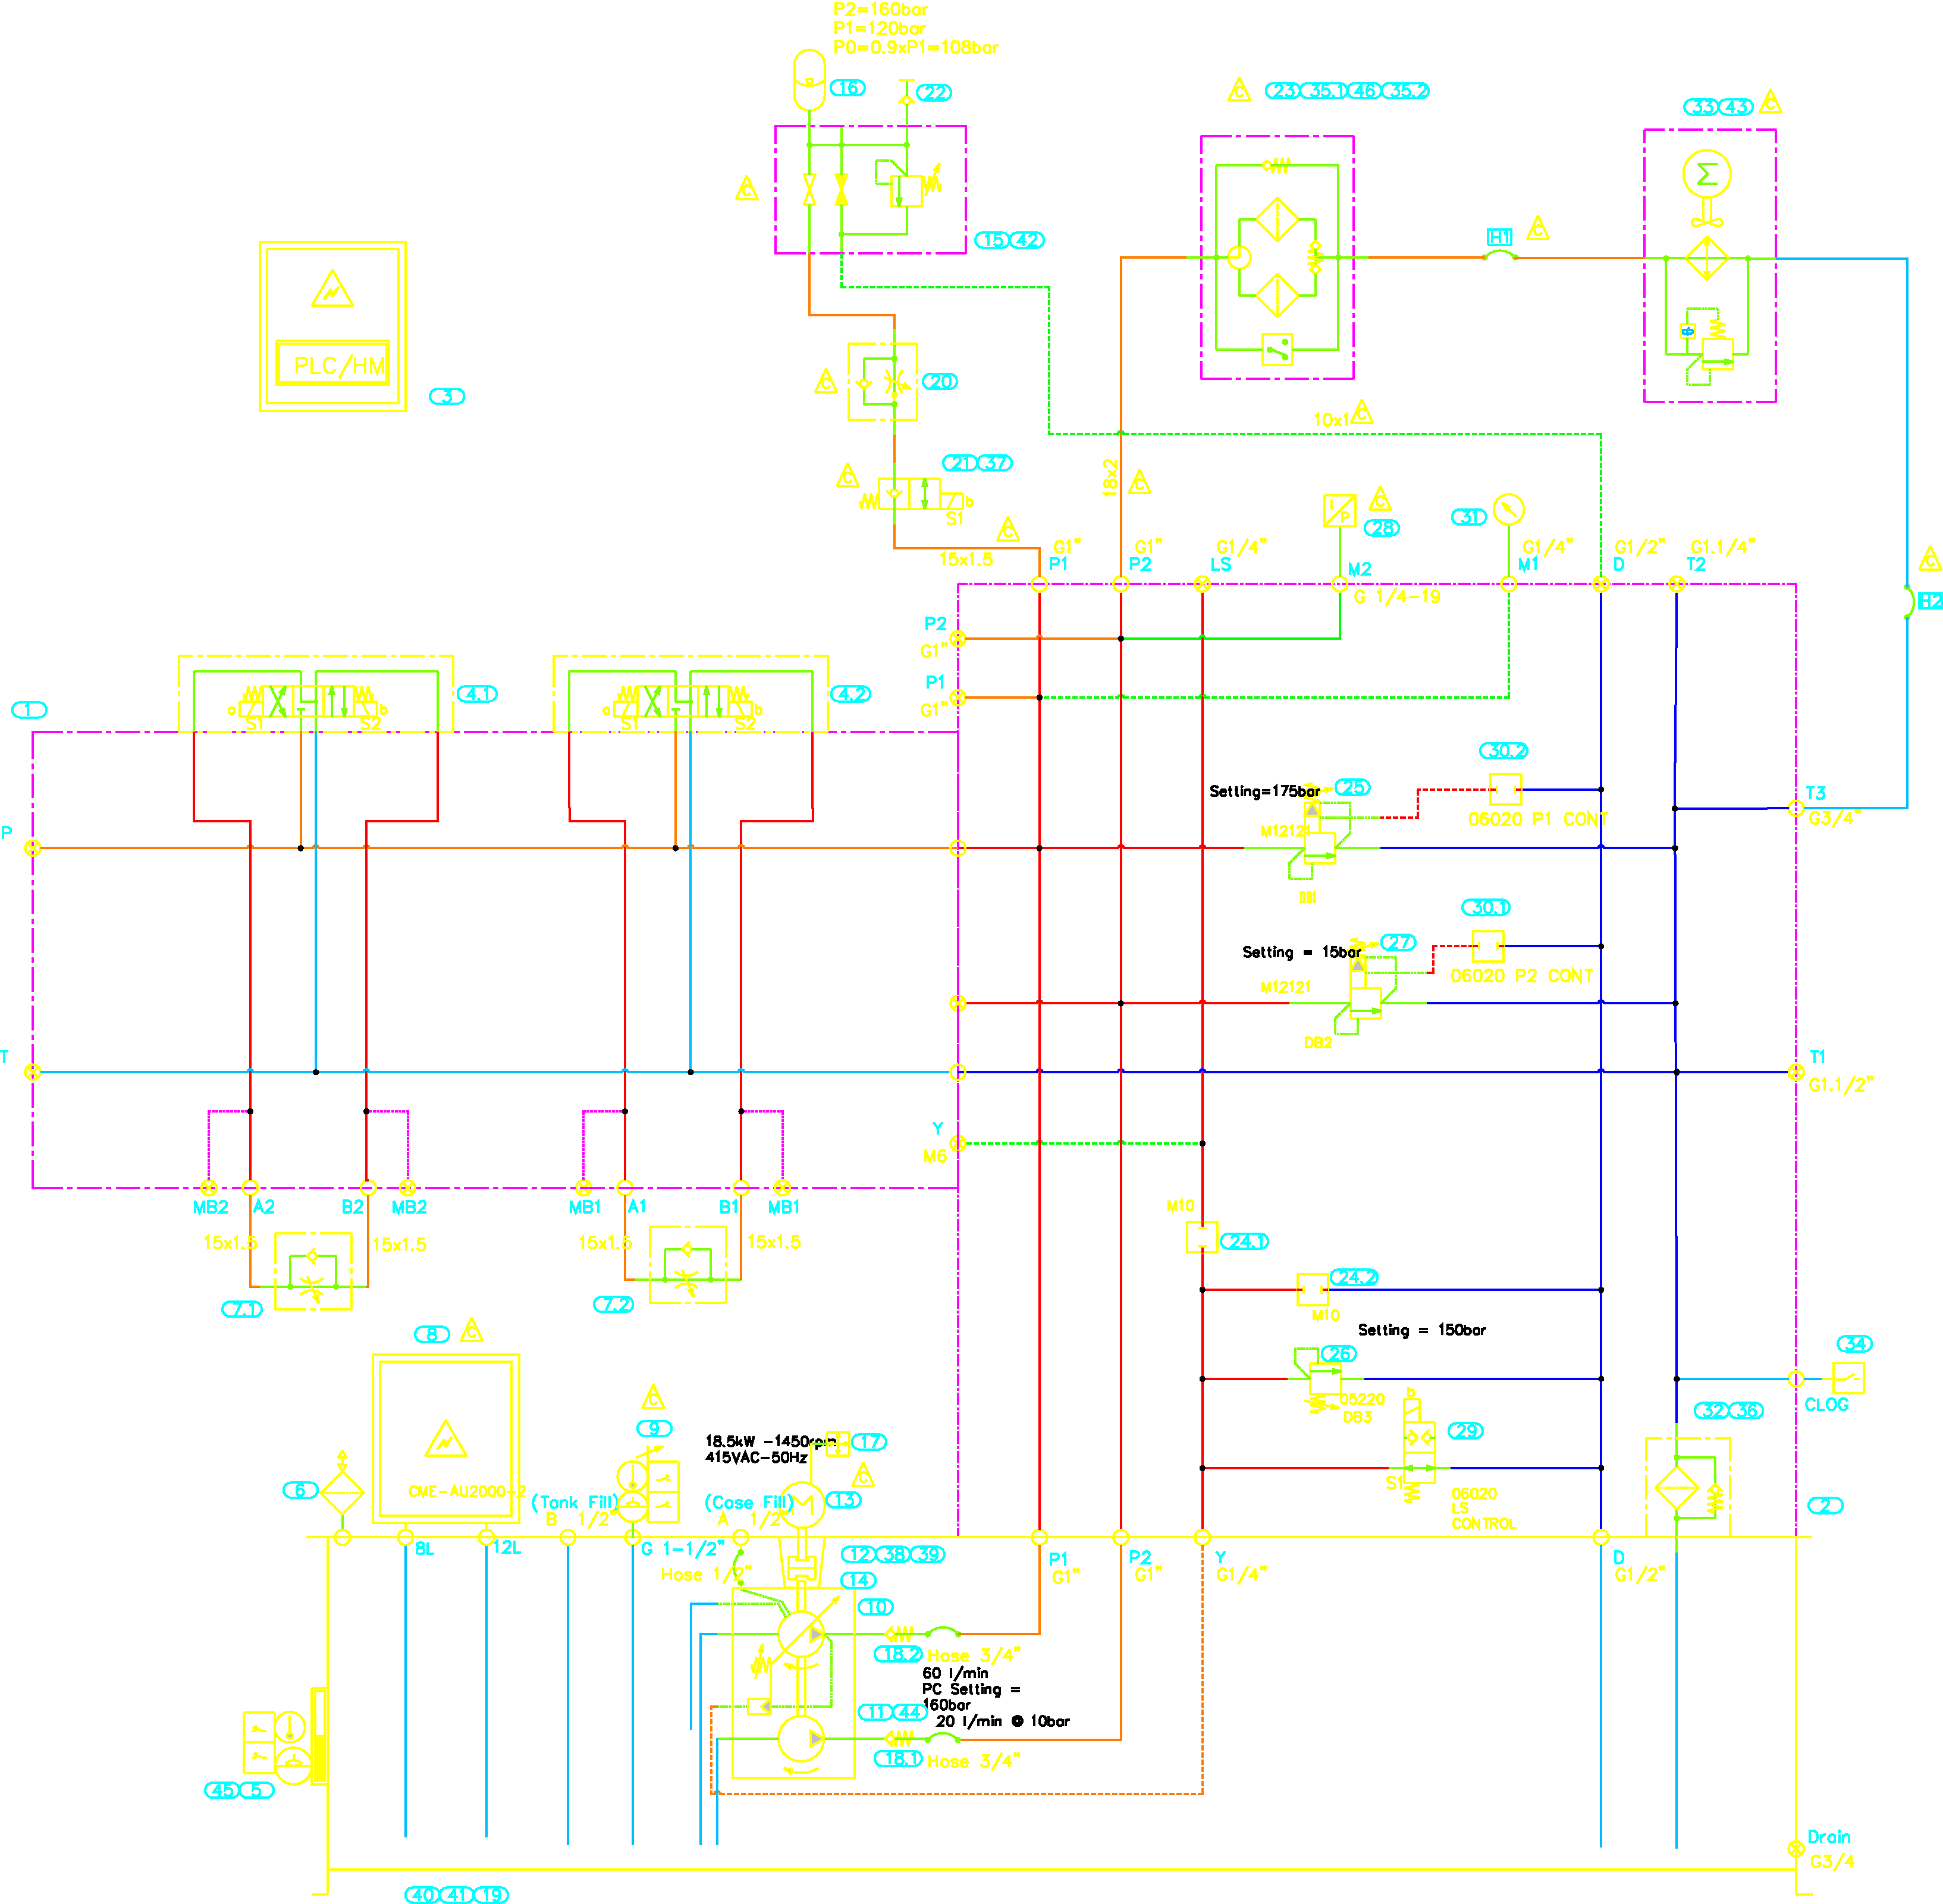 P2=160bar
P1=120bar
P0=0.9xP1=108bar
16
22
C
23 35.1 46 35.2
33 43
C
C
15 42
H1
C
PLC/HM
3
C
20
10x1
C
21 37
C
b
S1
18x2
C
C
15x1.5
I
P
C
28
31
G1"
P1
G1"
P2
G1/4"
LS
M2
G 1/4-19
G1/4"
M1
G1/2"
D
G1.1/4"
T2
C
H2
P2
G1"
P1
G1"
1
4.1
4.2
a
S1
S2
b
a
S1
S2
b
30.2
Setting=175bar
25
M12121
06020 P1 CONT
T3
G3/4"
P
DB1
30.1
Setting = 15bar
27
M12121
06020 P2 CONT
DB2
T
T1
G1.1/2"
Y
M6
MB2
A2
B2
MB2
MB1
A1
B1
MB1
15x1.5
15x1.5
15x1.5
15x1.5
7.1
7.2
M10
24.1
24.2
M10
Setting = 150bar
26
05220
DB3
b
29
S1
06020
LS
CONTROL
34
CLOG
32 36
2
8
C
C
9
18.5kW -1450rpm
415VAC-50Hz
17
C
6
CME-AU2000-2
(Tank Fill)
B 1/2"
(Case Fill)
A 1/2"
M
13
8L
12L
G 1-1/2"
Hose 1/2"
12 38 39
14
10
P1
G1"
P2
G1"
Y
G1/4"
D
G1/2"
18.2
Hose 3/4"
60 l/min
PC Setting =
160bar
11 44
20 l/min @ 10bar
18.1
Hose 3/4"
45 5
Drain
G3/4
40 41 19